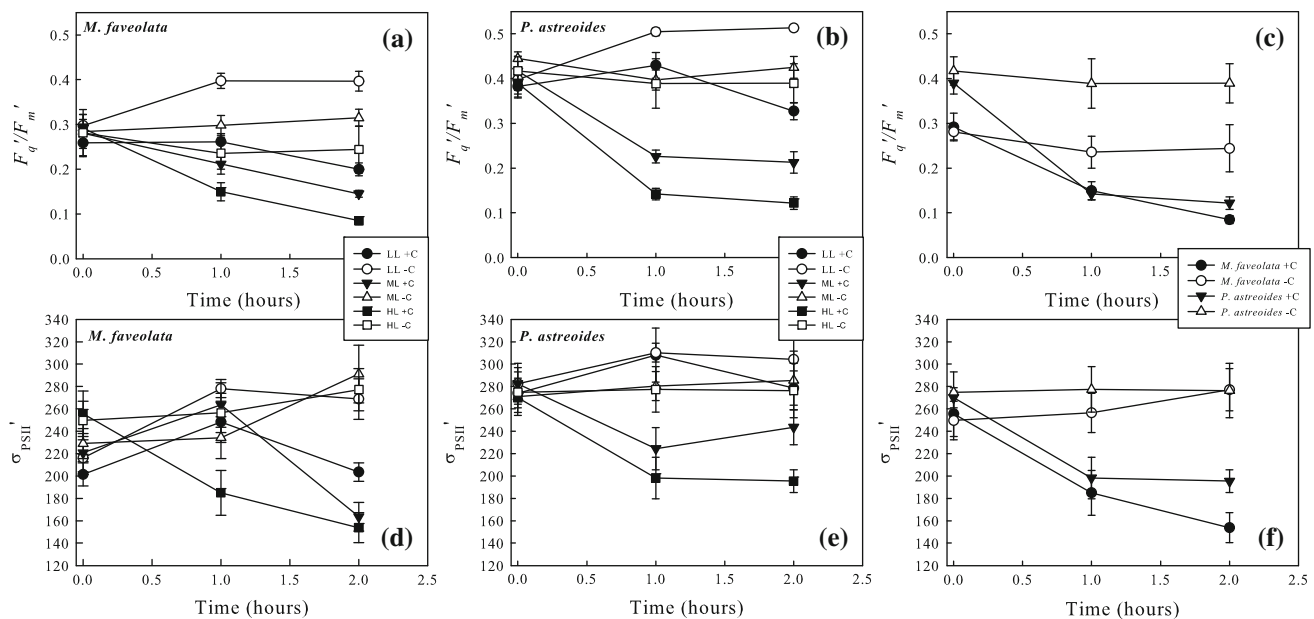 M. faveolata
(a)
0.5
0.4
0.3
0.2
0.1
0.0
Fq'/Fm'
0.0 0.5 1.0 1.5 2
Time (hours)
P. astreoides
(b)
0.5
0.4
0.3
0.2
0.1
0.0
Fq'/Fm'
0.0 0.5 1.0 1.5 2
Time (hours)
(c)
0.5
0.4
0.3
0.2
0.1
0.0
Fq'/Fm'
0.0 0.5 1.0 1.5 2
Time (hours)
LL +C
LL -C
ML +C
ML -C
HL +C
HL -C
LL +C
LL -C
ML +C
ML -C
HL +C
HL -C
M. faveolata +C
M. faveolata -C
P. astreoides +C
P. astreoides -C
M. faveolata
340
320
300
280
260
240
220
200
180
160
140
120
σPSII'
(d)
0.0 0.5 1.0 1.5 2.0 2.5
Time (hours)
P. astreoides
340
320
300
280
260
240
220
200
180
160
140
120
σPSII'
(e)
0.0 0.5 1.0 1.5 2.0 2.5
Time (hours)
340
320
300
280
260
240
220
200
180
160
140
120
σPSII'
(f)
0.0 0.5 1.0 1.5 2.0 2.5
Time (hours)